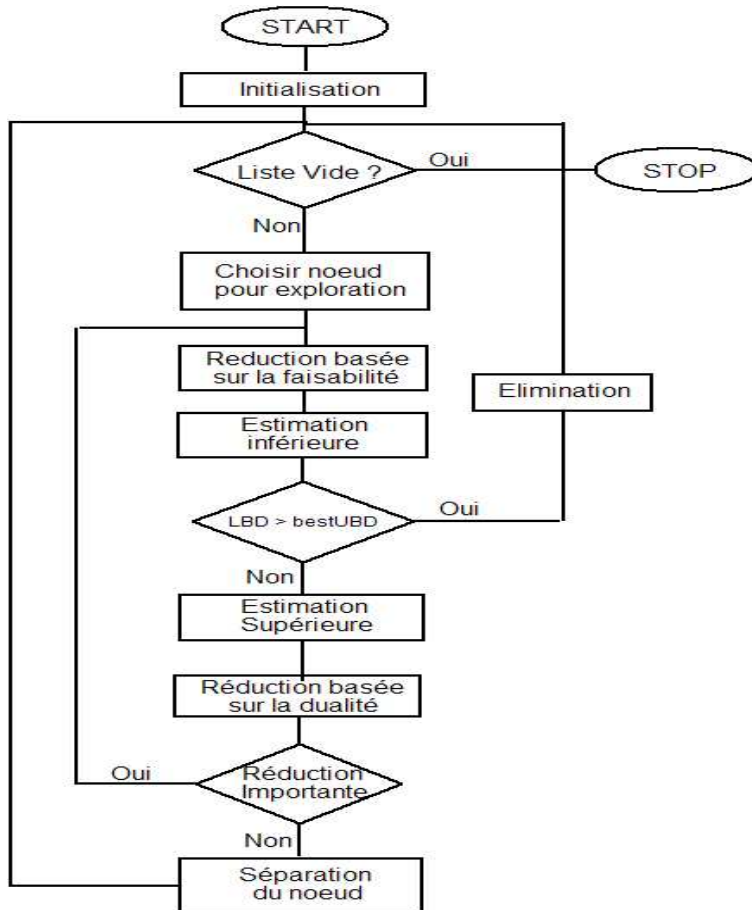 START
Initialisation
Liste Vide ?
Oui
STOP
Non
Choisir noeud
pour exploration
Reduction basée
sur la faisabilité
Elimination
Estimation
inférieure
LBD > bestUBD
Oui
Non
Estimation
Supérieure
Réduction basée
sur la dualité
Oui
Réduction
Importante
Non
Séparation
du noeud